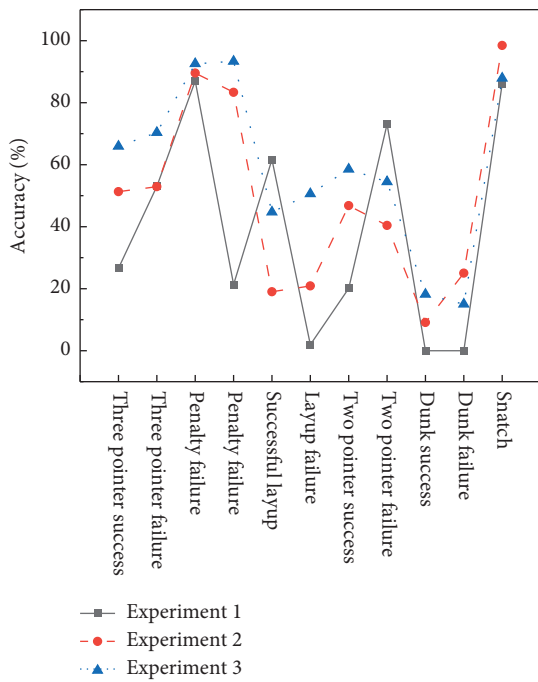 100
80
60
40
20
0
Accuracy (%)
Three pointer success
Three pointer failure
Penalty failure
Penalty failure
Successful layup
Layup failure
Two pointer success
Two pointer failure
Dunk success
Dunk failure
Snatch
Experiment 1
Experiment 2
Experiment 3